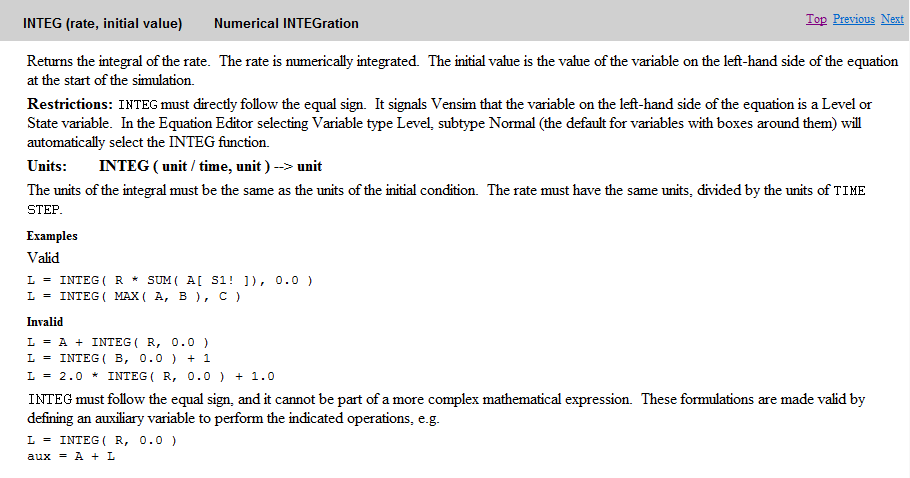 INTEG (rate, initial value) Numerical INTEGration Top Previous Next
Returns the integral of the rate. The rate is numerically integrated. The initial value is the value of the variable on the left-hand side of the equation
at the start of the simulation.
Restrictions: INTEG must directly follow the equal sign. It signals Vensim that the variable on the left-hand side of the equation is a Level or
State variable. In the Equation Editor selecting Variable type Level, subtype Normal (the default for variables with boxes around them) will
automatically select the INTEG function.
Units: INTEG ( unit / time, unit ) --> unit
The units of the integral must be the same as the units of the initial condition. The rate must have the same units, divided by the units of TIME
STEP.
Examples
Valid
L = INTEG( R * SUM( A[ S1! ]), 0.0 )
L = INTEG( MAX( A, B ), C )
Invalid
L = A + INTEG( R, 0.0 )
L = INTEG( B, 0.0 ) + 1
L = 2.0 * INTEG( R, 0.0 ) + 1.0
INTEG must follow the equal sign, and it cannot be part of a more complex mathematical expression. These formulations are made valid by
defining an auxiliary variable to perform the indicated operations, e.g.
L = INTEG( R, 0.0 )
aux = A + L